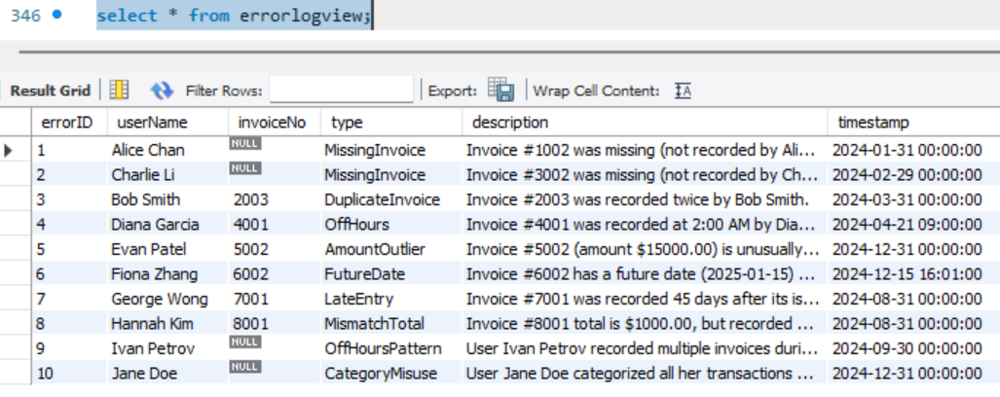 346 select * from errorlogview;
Result Grid Filter Rows: Export: Wrap Cell Content: IA
errorID userName invoiceNo type description timestamp
1 Alice Chan NULL MissingInvoice Invoice #1002 was missing (not recorded by Ali... 2024-01-31 00:00:00
2 Charlie Li NULL MissingInvoice Invoice #3002 was missing (not recorded by Ch... 2024-02-29 00:00:00
3 Bob Smith 2003 DuplicateInvoice Invoice #2003 was recorded twice by Bob Smith. 2024-03-31 00:00:00
4 Diana Garcia 4001 OffHours Invoice #4001 was recorded at 2:00 AM by Dia... 2024-04-21 09:00:00
5 Evan Patel 5002 AmountOutlier Invoice #5002 (amount $15000.00) is unusually... 2024-12-31 00:00:00
6 Fiona Zhang 6002 FutureDate Invoice #6002 has a future date (2025-01-15) ... 2024-12-15 16:01:00
7 George Wong 7001 LateEntry Invoice #7001 was recorded 45 days after its is... 2024-08-31 00:00:00
8 Hannah Kim 8001 MismatchTotal Invoice #8001 total is $1000.00, but recorded ... 2024-08-31 00:00:00
9 Ivan Petrov NULL OffHoursPattern User Ivan Petrov recorded multiple invoices duri... 2024-09-30 00:00:00
10 Jane Doe NULL CategoryMisuse User Jane Doe categorized all her transactions ... 2024-12-31 00:00:00